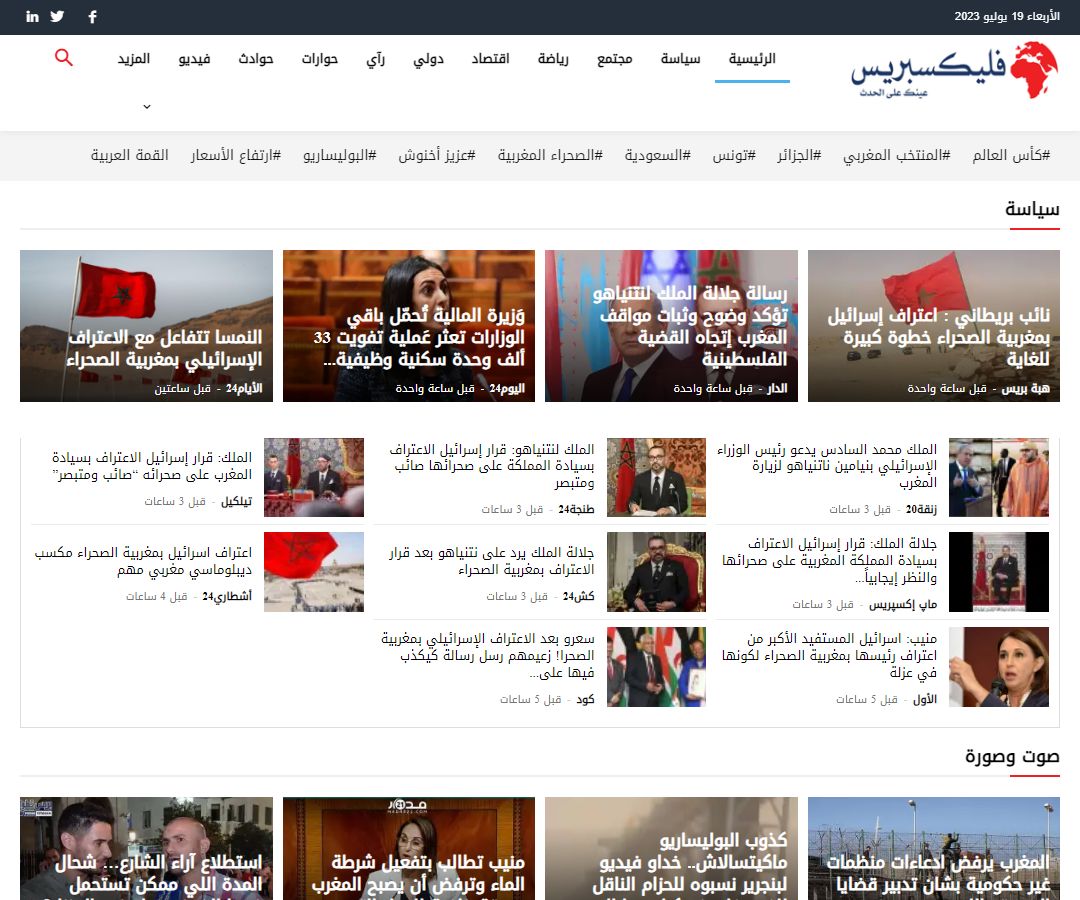 الأربعاء 19 يوليو 2023
فليكسبريس
عينك على الحدث
الرئيسية سياسة مجتمع رياضة اقتصاد دولي رآي حوارات حوادث فيديو المزيد
#كأس العالم #المنتخب المغربي #الجزائر #تونس #السعودية #الصحراء المغربية #عزيز أخنوش #البوليساريو #ارتفاع الأسعار القمة العربية
سياسة
نائب بريطاني : اعتراف إسرائيل
بمغربية الصحراء خطوة كبيرة
للغاية
هبة بريس - قبل ساعة واحدة
رسالة جلالة الملك لنتنياهو
تؤكد وضوح وثبات مواقف
المغرب إتجاه القضية
الفلسطينية
الدار - قبل ساعة واحدة
وَزيرة المالية تُحمّل باقي
الوزارات تعثر عَملية تفويت 33
ألف وحدة سكنية وظيفية...
اليوم24 - قبل ساعة واحدة
النمسا تتفاعل مع الاعتراف
الإسرائيلي بمغربية الصحراء
الأيام24 - قبل ساعتين
الملك محمد السادس يدعو رئيس الوزراء
الإسرائيلي بنيامين ناتنياهو لزيارة
المغرب
زنقة20 - قبل 3 ساعات
الملك لنتنياهو: قرار إسرائيل الاعتراف
بسيادة المملكة على صحرائها صائب
ومتبصر
طنجة24 - قبل 3 ساعات
الملك: قرار إسرائيل الاعتراف بسيادة
المغرب على صحرائه “صائب ومتبصر”
تيلكيل - قبل 3 ساعات
جلالة الملك: قرار إسرائيل الاعتراف
بسيادة المملكة المغربية على صحرائها
والنظر إيجابياً...
ماپ إكسپريس - قبل 3 ساعات
جلالة الملك يرد على نتنياهو بعد قرار
الاعتراف بمغربية الصحراء
كش24 - قبل 3 ساعات
اعتراف اسرائيل بمغربية الصحراء مكسب
ديبلوماسي مغربي مهم
أشطاري24 - قبل 4 ساعات
منيب: اسرائيل المستفيد الأكبر من
اعتراف رئيسها بمغربية الصحراء لكونها
في عزلة
الأول - قبل 5 ساعات
سعرو بعد الاعتراف الإسرائيلي بمغربية
الصحرا! زعيمهم رسل رسالة كيكذب
فيها على...
كود - قبل 5 ساعات
صوت وصورة
المغرب يرفض ادعاءات منظمات
غير حكومية بشأن تدبير قضايا
كذوب البوليساريو
ماكيتسالاش.. خداو فيديو
لبنجرير نسبوه للحزام الناقل
منيب تطالب بتفعيل شرطة
الماء وترفض أن يصبح المغرب
استطلاع آراء الشارع... شحال
المدة اللي ممكن تستحمل